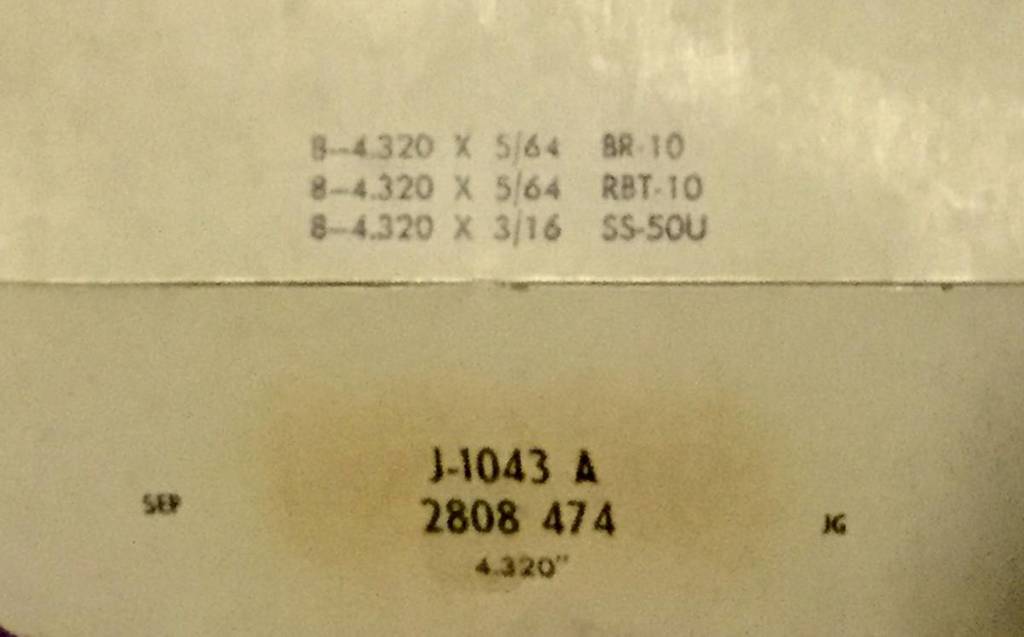 8-4.320 X 5/64 BR-10
8-4.320 X 5/64 RBT-10
8-4.320 X 3/16 SS-50U
J-1043 A
SEP
2808 474
JG
4.320"